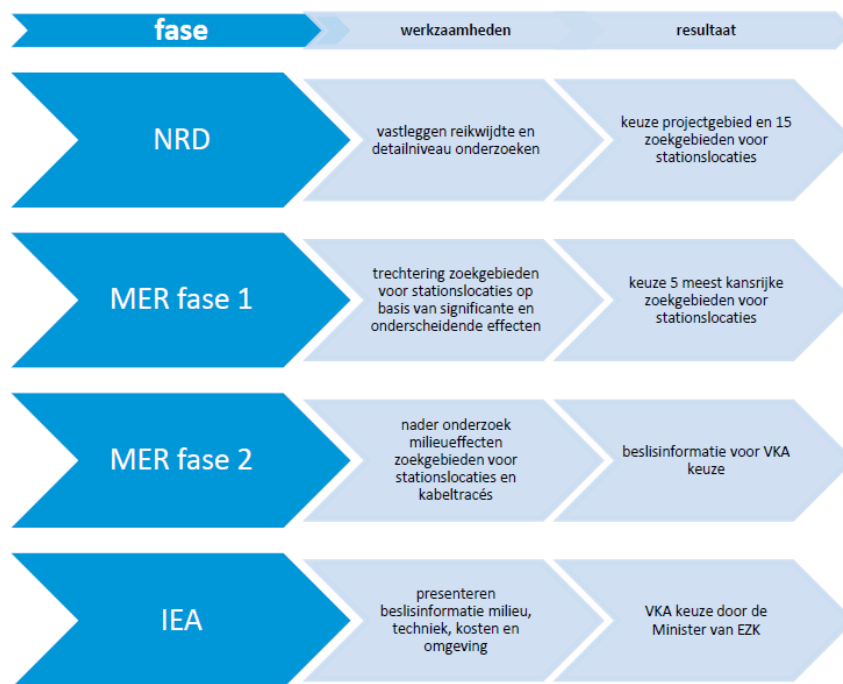 fase
werkzaamheden
resultaat
NRD
vastleggen reikwijdte en
detailniveau onderzoeken
keuze projectgebied en 15
zoekgebieden voor
stationslocaties
MER fase 1
trechtering zoekgebieden
voor stationslocaties op
basis van significante en
onderscheidende effecten
keuze 5 meest kansrijke
zoekgebieden voor
stationslocaties
MER fase 2
nader onderzoek
milieueffecten
zoekgebieden voor
stationslocaties en
kabeltracés
beslisinformatie voor VKA
keuze
IEA
presenteren
beslisinformatie milieu,
techniek, kosten en
omgeving
VKA keuze door de
Minister van EZK